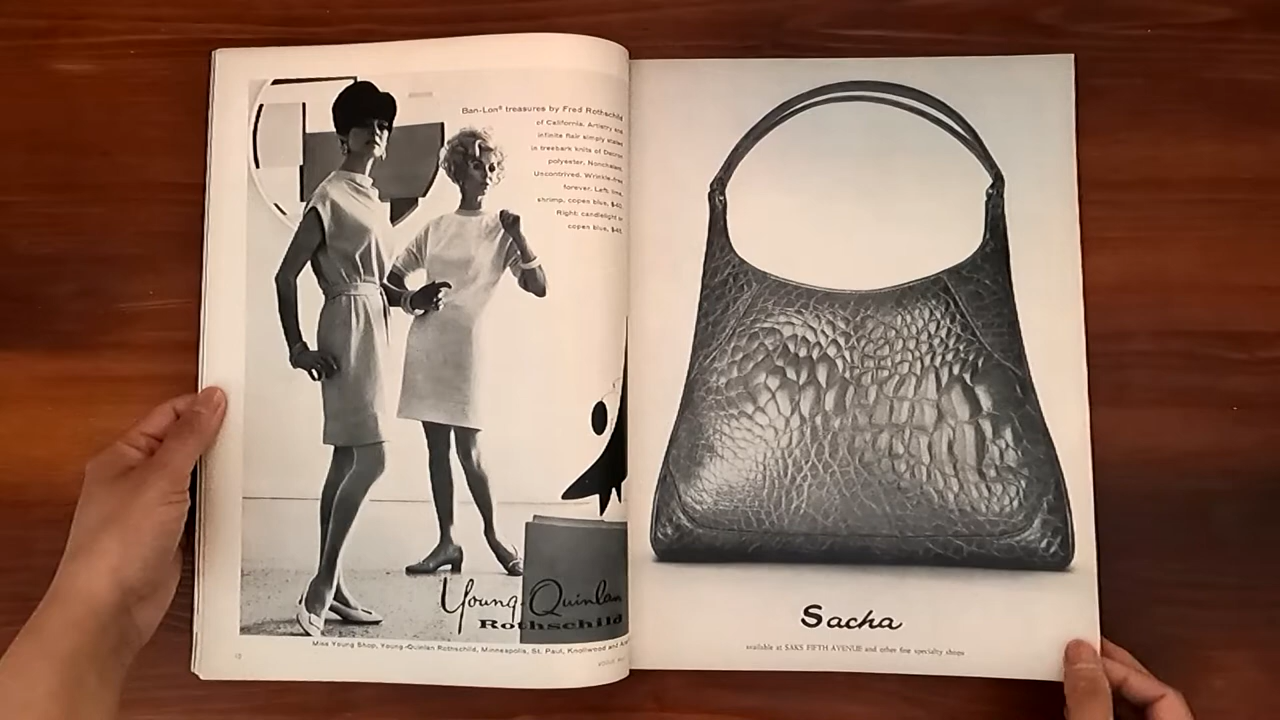 Ban-Lon® treasures by Fred Rothschild
of California. Artistry and
infinite flair simply stated
in treebark knits of Dacron
polyester. Nonchalant.
Uncontrived. Wrinkle-free
forever. Left, lime,
shrimp, copen blue,
Right: candlelight or
copen blue,
Young-Quinlan
Rothschild
Miss Young Shop, Young-Quinlan Rothschild, Minneapolis, St. Paul, Knollwood and
VOGUE
Sacha
available at SAKS FIFTH AVENUE and other fine specialty shops